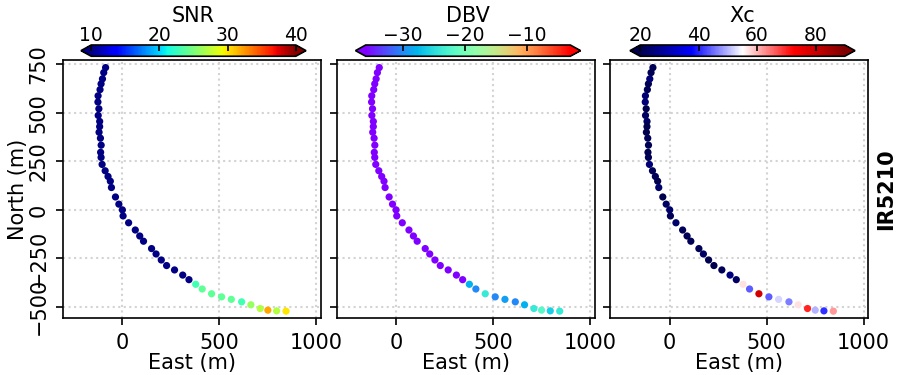 SNR DBV Xc
10 20 30 40 −30 −20 −10 20 40 60 80
750
500
250
0
−250
−500
North (m)
0 500 1000 0 500 1000 0 500 1000
East (m) East (m) East (m)
IR5210